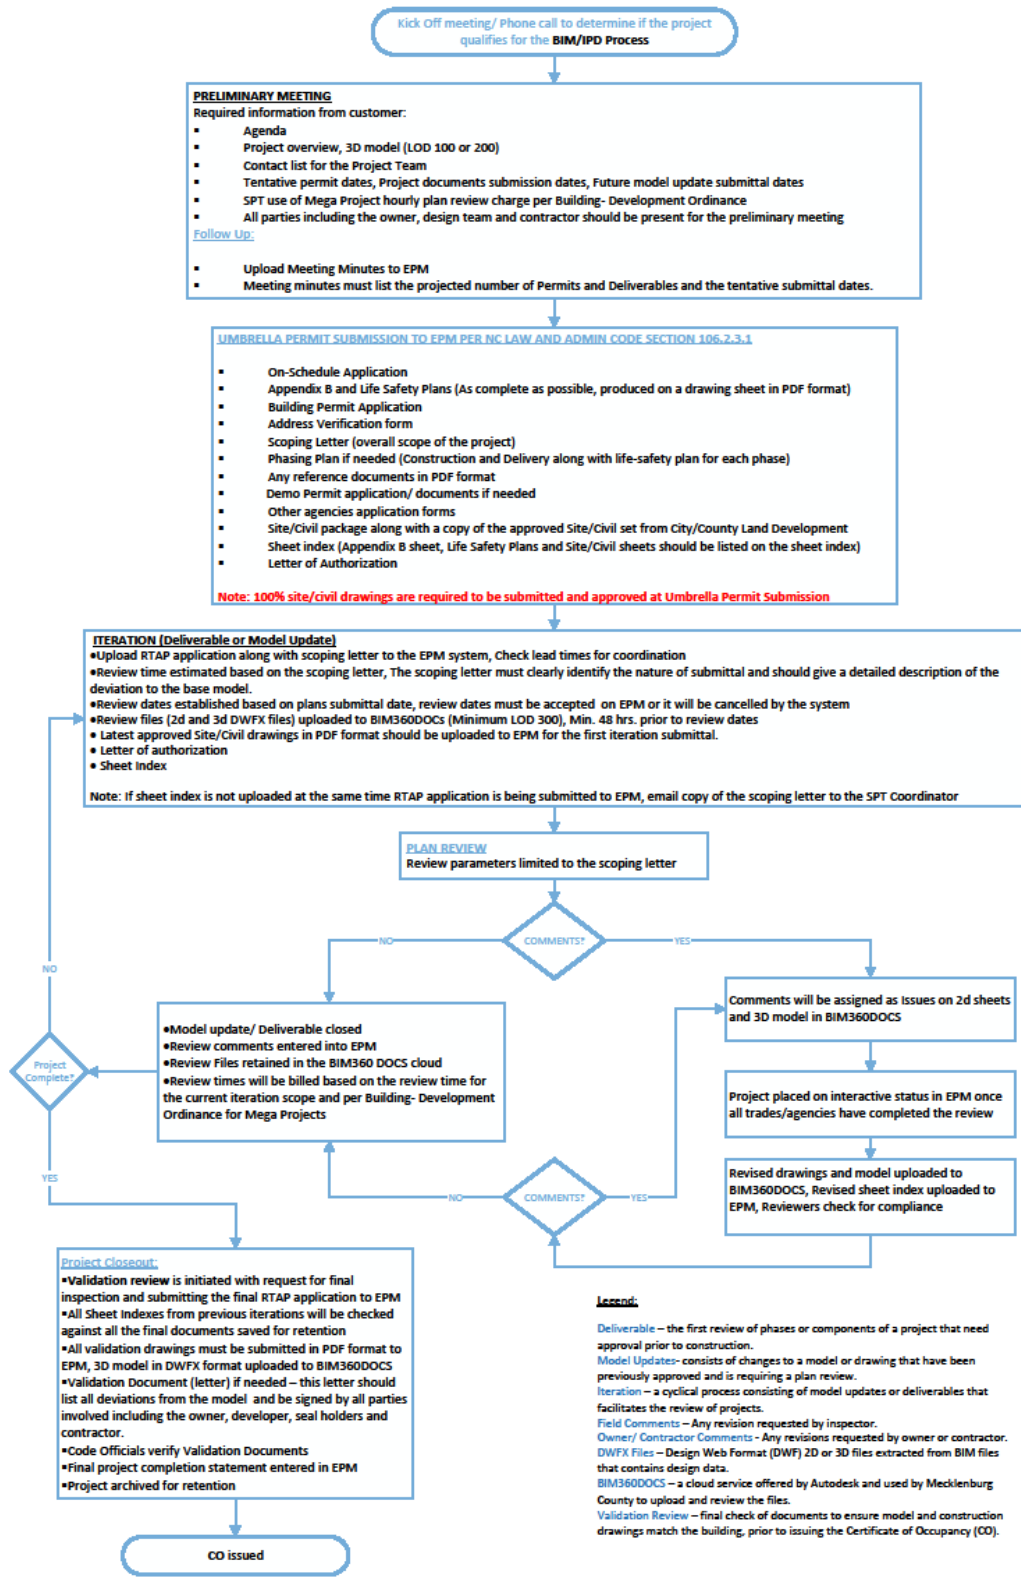 Kick Off meeting/ Phone call to determine if the project
qualifies for the BIM/IPD Process
PRELIMINARY MEETING
Required information from customer:
▪ Agenda
▪ Project overview, 3D model (LOD 100 or 200)
▪ Contact list for the Project Team
▪ Tentative permit dates, Project documents submission dates, Future model update submittal dates
▪ SPT use of Mega Project hourly plan review charge per Building- Development Ordinance
▪ All parties including the owner, design team and contractor should be present for the preliminary meeting
Follow Up:
▪ Upload Meeting Minutes to EPM
▪ Meeting minutes must list the projected number of Permits and Deliverables and the tentative submittal dates.
UMBRELLA PERMIT SUBMISSION TO EPM PER NC LAW AND ADMIN CODE SECTION 106.2.3.1
▪ On-Schedule Application
▪ Appendix B and Life Safety Plans (As complete as possible, produced on a drawing sheet in PDF format)
▪ Building Permit Application
▪ Address Verification form
▪ Scoping Letter (overall scope of the project)
▪ Phasing Plan if needed (Construction and Delivery along with life-safety plan for each phase)
▪ Any reference documents in PDF format
▪ Demo Permit application/ documents if needed
▪ Other agencies application forms
▪ Site/Civil package along with a copy of the approved Site/Civil set from City/County Land Development
▪ Sheet index (Appendix B sheet, Life Safety Plans and Site/Civil sheets should be listed on the sheet index)
▪ Letter of Authorization
Note: 100% site/civil drawings are required to be submitted and approved at Umbrella Permit Submission
ITERATION (Deliverable or Model Update)
•Upload RTAP application along with scoping letter to the EPM system, Check lead times for coordination
•Review time estimated based on the scoping letter, The scoping letter must clearly identify the nature of submittal and should give a detailed description of the
deviation to the base model.
•Review dates established based on plans submittal date, review dates must be accepted on EPM or it will be cancelled by the system
•Review files (2d and 3d DWFX files) uploaded to BIM360DOCs (Minimum LOD 300), Min. 48 hrs. prior to review dates
• Latest approved Site/Civil drawings in PDF format should be uploaded to EPM for the first iteration submittal.
• Letter of authorization
• Sheet Index
Note: If sheet index is not uploaded at the same time RTAP application is being submitted to EPM, email copy of the scoping letter to the SPT Coordinator
PLAN REVIEW
Review parameters limited to the scoping letter
COMMENTS?
NO
YES
NO
Comments will be assigned as Issues on 2d sheets
and 3D model in BIM360DOCS
•Model update/ Deliverable closed
•Review comments entered into EPM
•Review Files retained in the BIM360 DOCS cloud
•Review times will be billed based on the review time for
the current iteration scope and per Building- Development
Ordinance for Mega Projects
Project
Complete?
Project placed on interactive status in EPM once
all trades/agencies have completed the review
Revised drawings and model uploaded to
BIM360DOCS, Revised sheet index uploaded to
EPM, Reviewers check for compliance
YES
NO
COMMENTS?
YES
Project Closeout:
▪Validation review is initiated with request for final
inspection and submitting the final RTAP application to EPM
▪All Sheet Indexes from previous iterations will be checked
against all the final documents saved for retention
▪All validation drawings must be submitted in PDF format to
EPM, 3D model in DWFX format uploaded to BIM360DOCS
▪Validation Document (letter) if needed – this letter should
list all deviations from the model and be signed by all parties
involved including the owner, developer, seal holders and
contractor.
▪Code Officials verify Validation Documents
▪Final project completion statement entered in EPM
▪Project archived for retention
CO issued
Legend:
Deliverable – the first review of phases or components of a project that need
approval prior to construction.
Model Updates- consists of changes to a model or drawing that have been
previously approved and is requiring a plan review.
Iteration – a cyclical process consisting of model updates or deliverables that
facilitates the review of projects.
Field Comments – Any revision requested by inspector.
Owner/ Contractor Comments - Any revisions requested by owner or contractor.
DWFX Files – Design Web Format (DWF) 2D or 3D files extracted from BIM files
that contains design data.
BIM360DOCS – a cloud service offered by Autodesk and used by Mecklenburg
County to upload and review the files.
Validation Review – final check of documents to ensure model and construction
drawings match the building, prior to issuing the Certificate of Occupancy (CO).